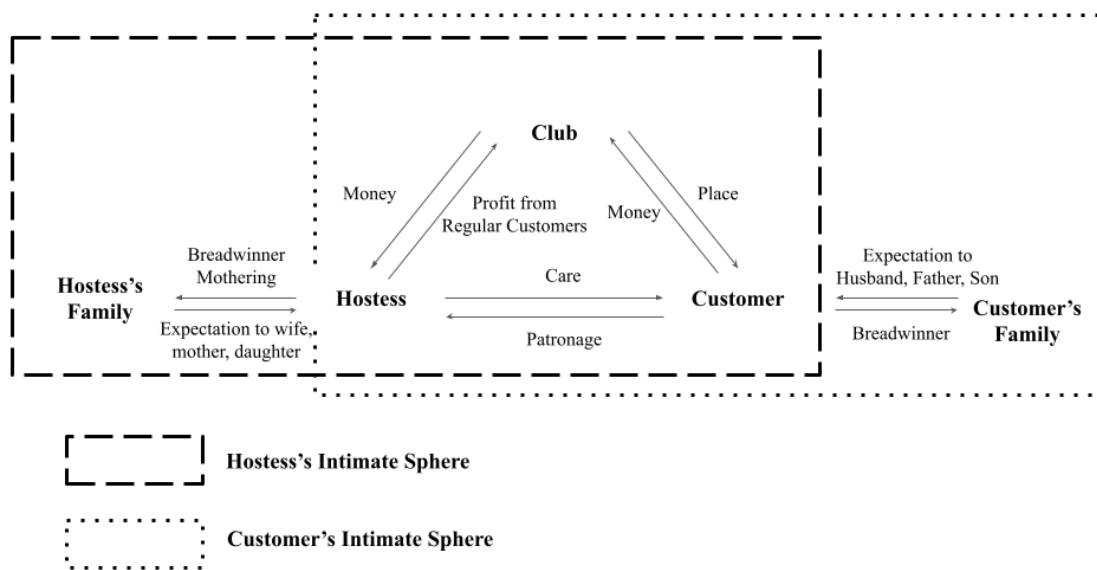 Club
Money
Profit from
Regular Customers
Money
Place
Breadwinner
Mothering
Hostess's
Family
Expectation to wife,
mother, daughter
Hostess
Care
Patronage
Customer
Expectation to
Husband, Father, Son
Breadwinner
Customer's
Family
Hostess's Intimate Sphere
Customer's Intimate Sphere